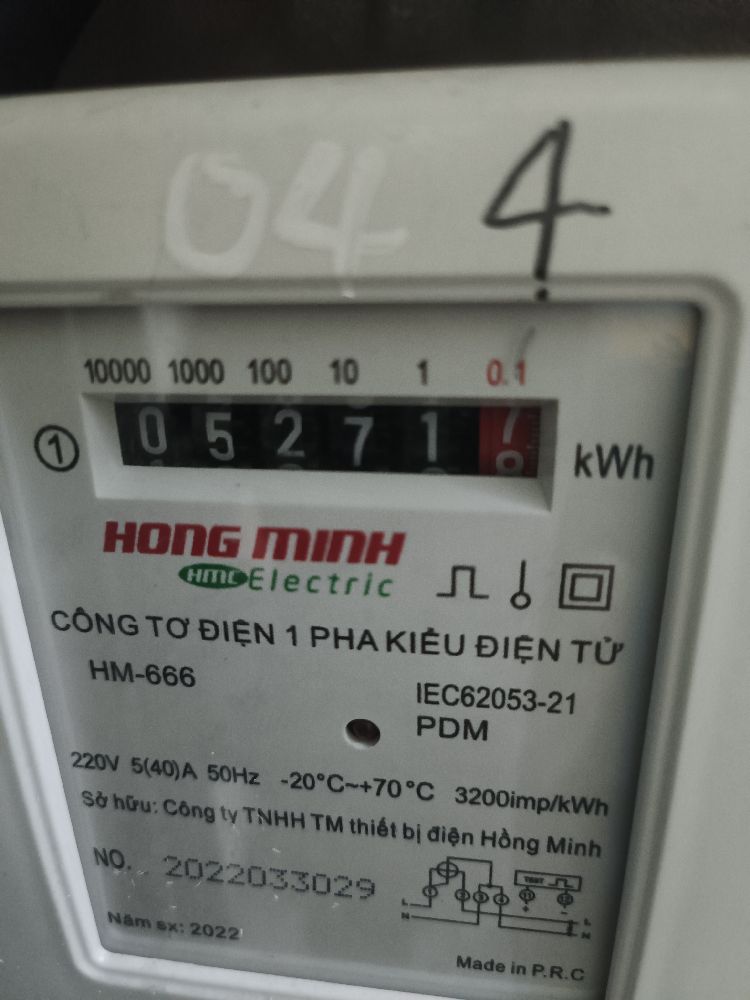 04 4
10000 1000 100 10 1 0.1
1 0 5 2 7 1 7 kWh
8
HONG MINH
HMC Electric
CÔNG TƠ ĐIỆN 1 PHA KIỂU ĐIỆN TỬ
HM-666
IEC62053-21
PDM
220V 5(40)A 50Hz -20°C~+70°C 3200imp/kWh
Sở hữu: Công ty TNHH TM thiết bị điện Hồng Minh
NO. 2022033029
TEST
L N
L
N
Năm sx: 2022
Made in P.R.C